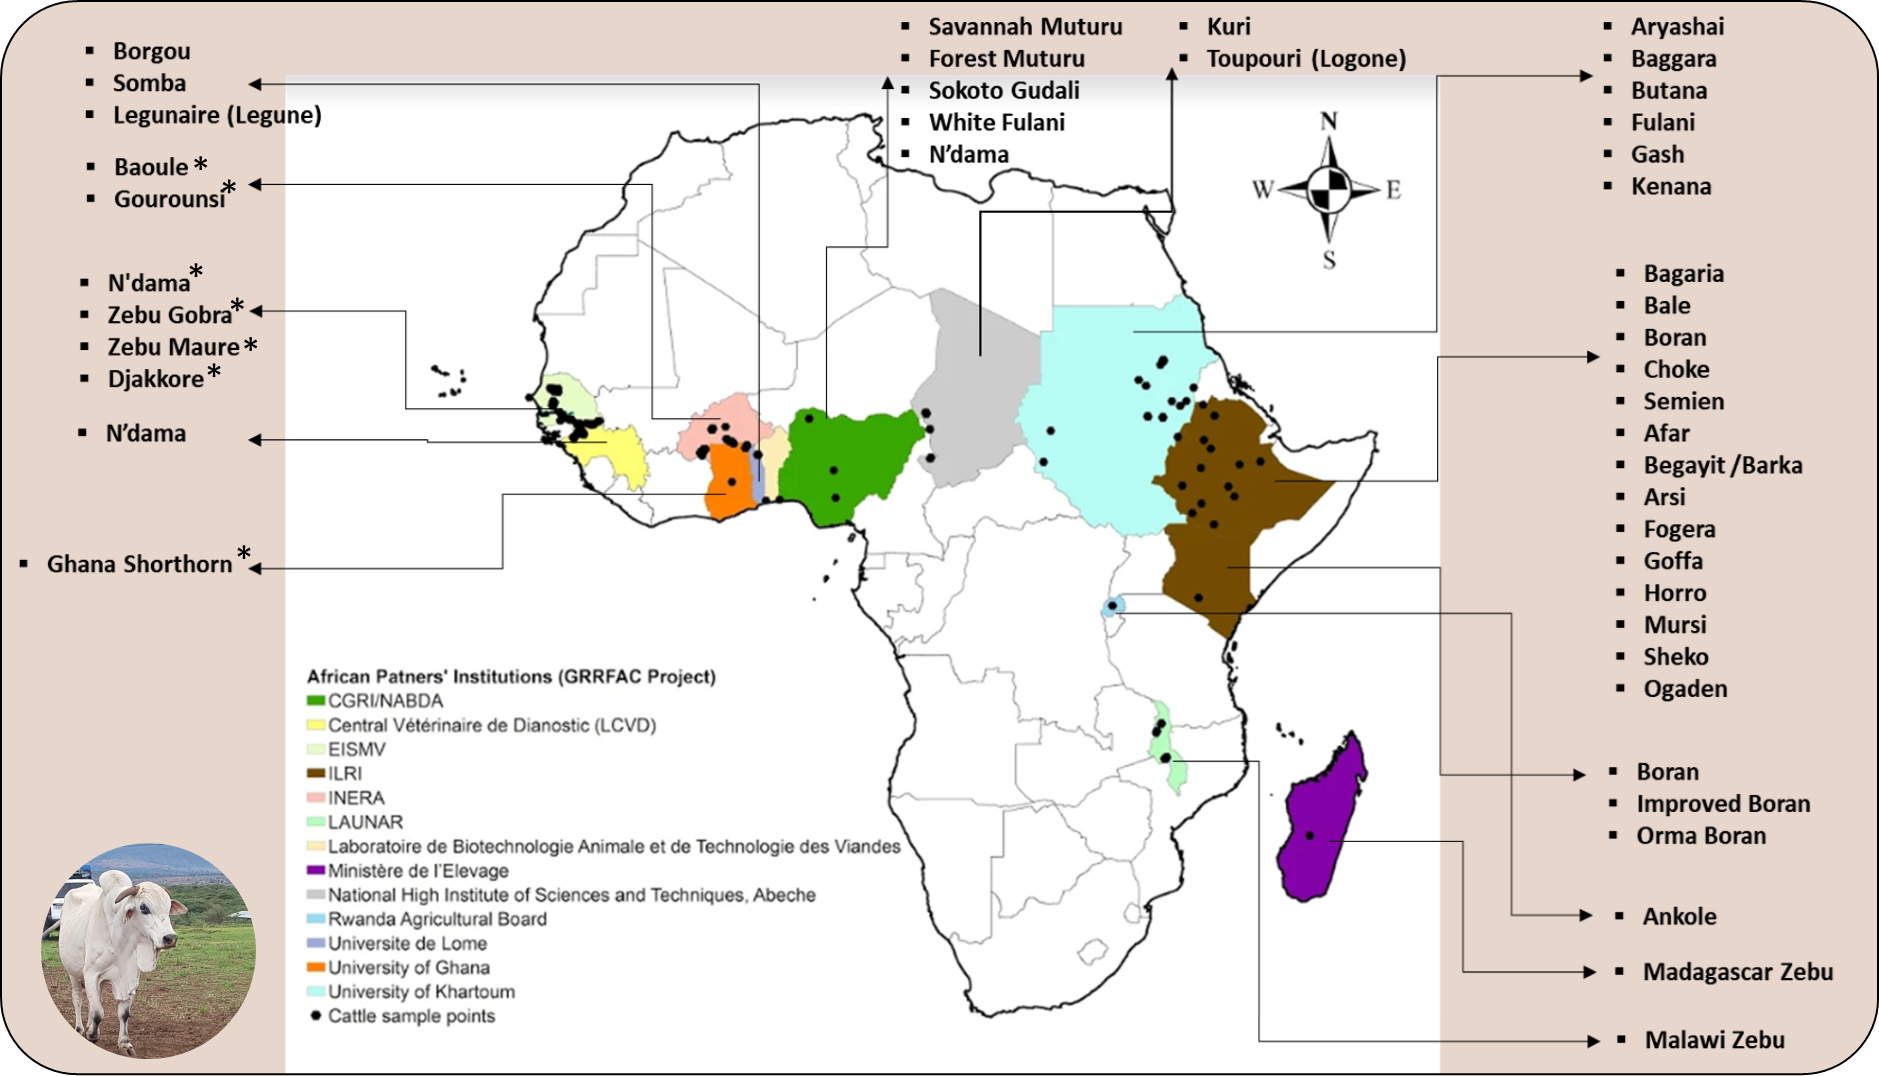 Borgou
Somba
Legunaire (Legune)
Baoule*
Gourounsi*
N'dama*
Zebu Gobra*
Zebu Maure*
Djakkore*
N’dama
Ghana Shorthorn*
Savannah Muturu
Forest Muturu
Sokoto Gudali
White Fulani
N’dama
Kuri
Toupouri (Logone)
N
W E
S
Aryashai
Baggara
Butana
Fulani
Gash
Kenana
Bagaria
Bale
Boran
Choke
Semien
Afar
Begayit /Barka
Arsi
Fogera
Goffa
Horro
Mursi
Sheko
Ogaden
Boran
Improved Boran
Orma Boran
Ankole
Madagascar Zebu
Malawi Zebu
African Patners' Institutions (GRRFAC Project)
CGRI/NABDA
Central Vétérinaire de Dianostic (LCVD)
EISMV
ILRI
INERA
LAUNAR
Laboratoire de Biotechnologie Animale et de Technologie des Viandes
Ministère de l'Elevage
National High Institute of Sciences and Techniques, Abeche
Rwanda Agricultural Board
Universite de Lome
University of Ghana
University of Khartoum
Cattle sample points